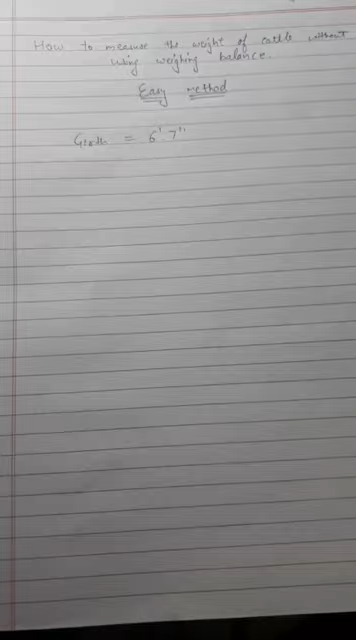 How to measure the weight of cattle without
using weighing balance.
Easy method
Girth = 6' 7"